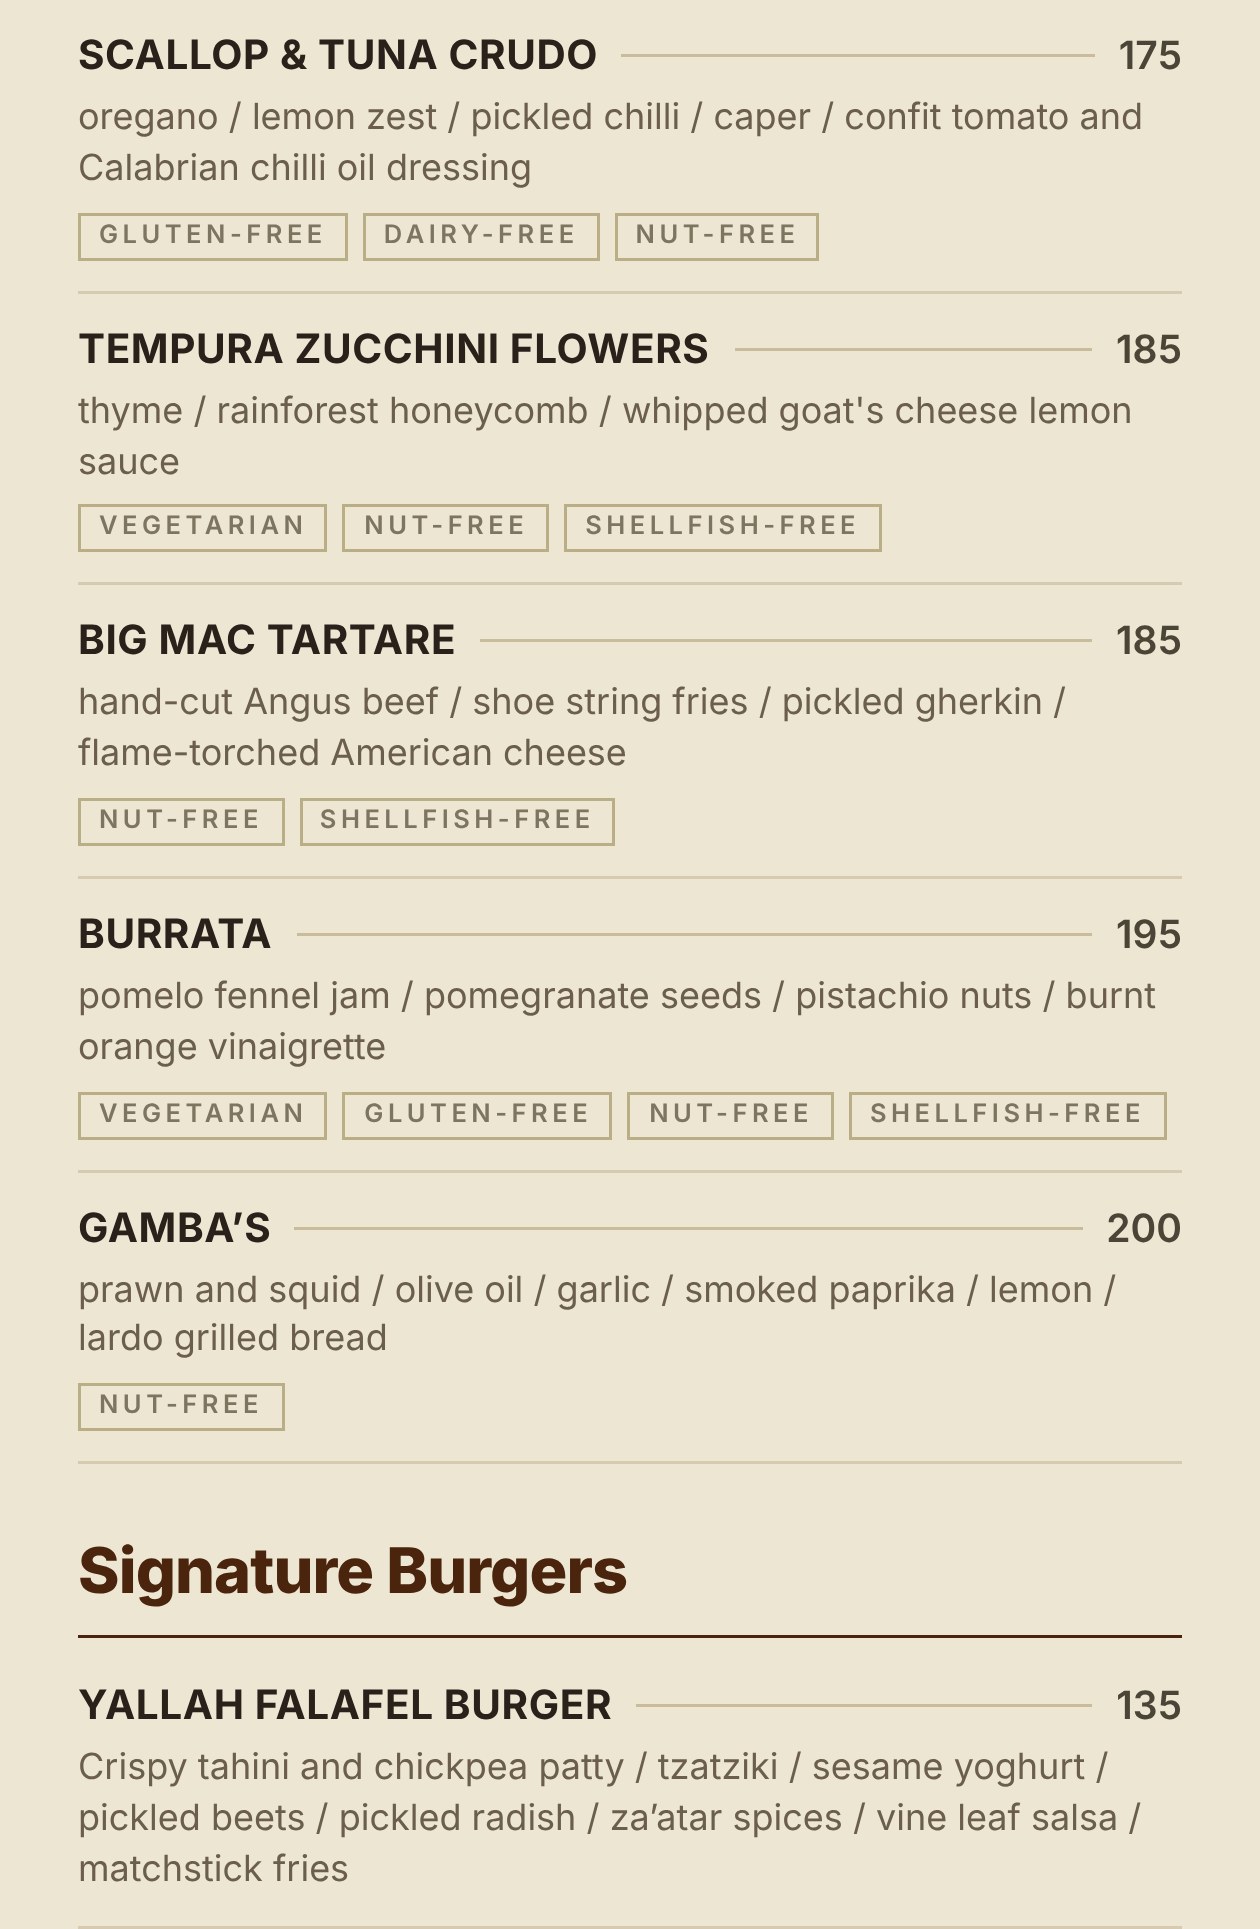 SCALLOP & TUNA CRUDO 175
oregano / lemon zest / pickled chilli / caper / confit tomato and
Calabrian chilli oil dressing
GLUTEN-FREE DAIRY-FREE NUT-FREE
TEMPURA ZUCCHINI FLOWERS 185
thyme / rainforest honeycomb / whipped goat's cheese lemon
sauce
VEGETARIAN NUT-FREE SHELLFISH-FREE
BIG MAC TARTARE 185
hand-cut Angus beef / shoe string fries / pickled gherkin /
flame-torched American cheese
NUT-FREE SHELLFISH-FREE
BURRATA 195
pomelo fennel jam / pomegranate seeds / pistachio nuts / burnt
orange vinaigrette
VEGETARIAN GLUTEN-FREE NUT-FREE SHELLFISH-FREE
GAMBA’S 200
prawn and squid / olive oil / garlic / smoked paprika / lemon /
lardo grilled bread
NUT-FREE
Signature Burgers
YALLAH FALAFEL BURGER 135
Crispy tahini and chickpea patty / tzatziki / sesame yoghurt /
pickled beets / pickled radish / za’atar spices / vine leaf salsa /
matchstick fries